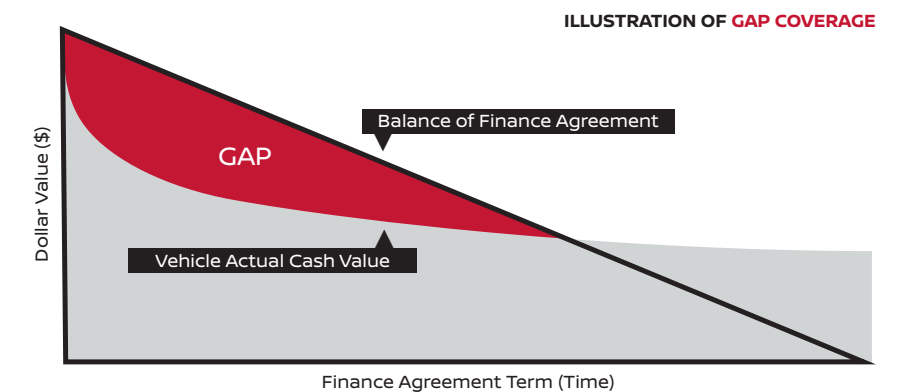 ILLUSTRATION OF GAP COVERAGE
Balance of Finance Agreement
GAP
Dollar Value ($)
Vehicle Actual Cash Value
Finance Agreement Term (Time)